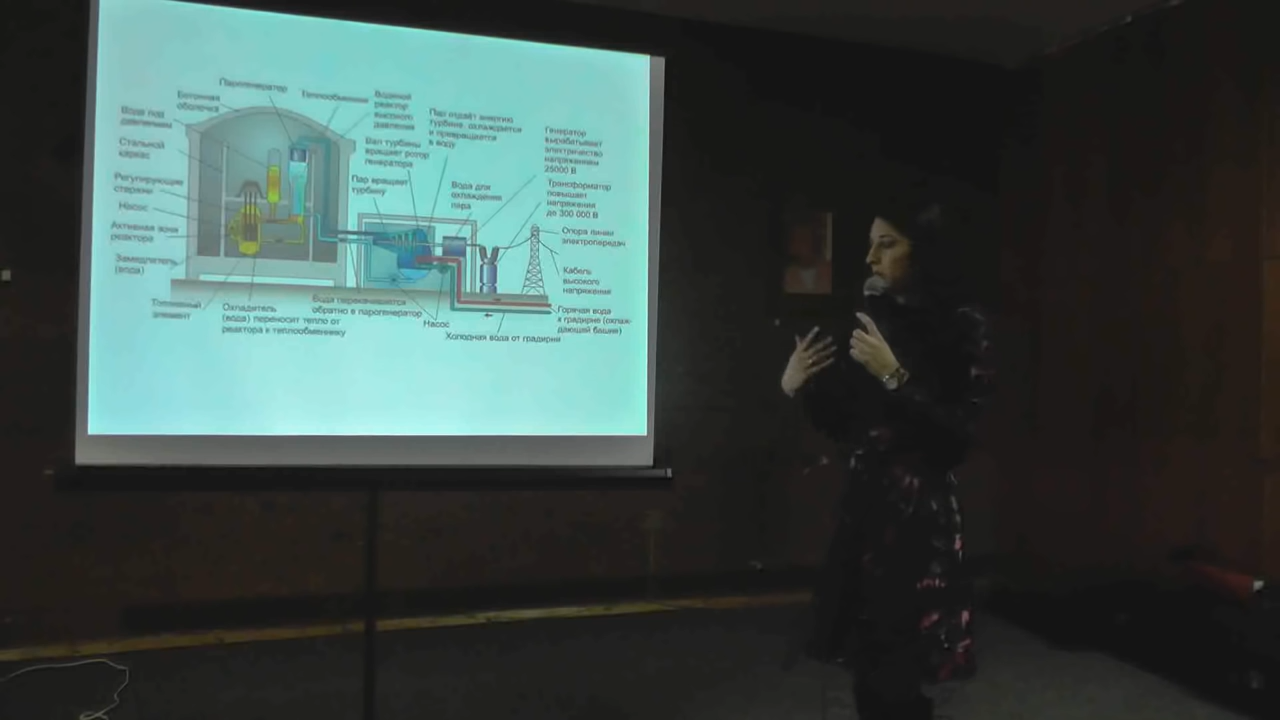 Парогенератор
Теплообменник
Водяной
реактор
высокого
давления
Бетонная
оболочка
Вода под
давлением
Стальной
каркас
Регулирующие
стержни
Насос
Активная зона
реактора
Замедлитель
(вода)
Топливный
элемент
Охладитель
(вода) переносит тепло от
реактора к теплообменнику
Вода перекачивается
обратно в парогенератор
Насос
Холодная вода от градирни
Пар вращает
турбину
Вал турбины
вращает ротор
генератора
Пар отдаёт энергию
турбине, охлаждается
и превращается
в воду
Вода для
охлаждения
пара
Генератор
вырабатывает
электричество
напряжением
25000 В
Трансформатор
повышает
напряжения
до 300 000 В
Опора линии
электропередач
Кабель
высокого
напряжения
Горячая вода
к градирне (охлаж-
дающей башне)